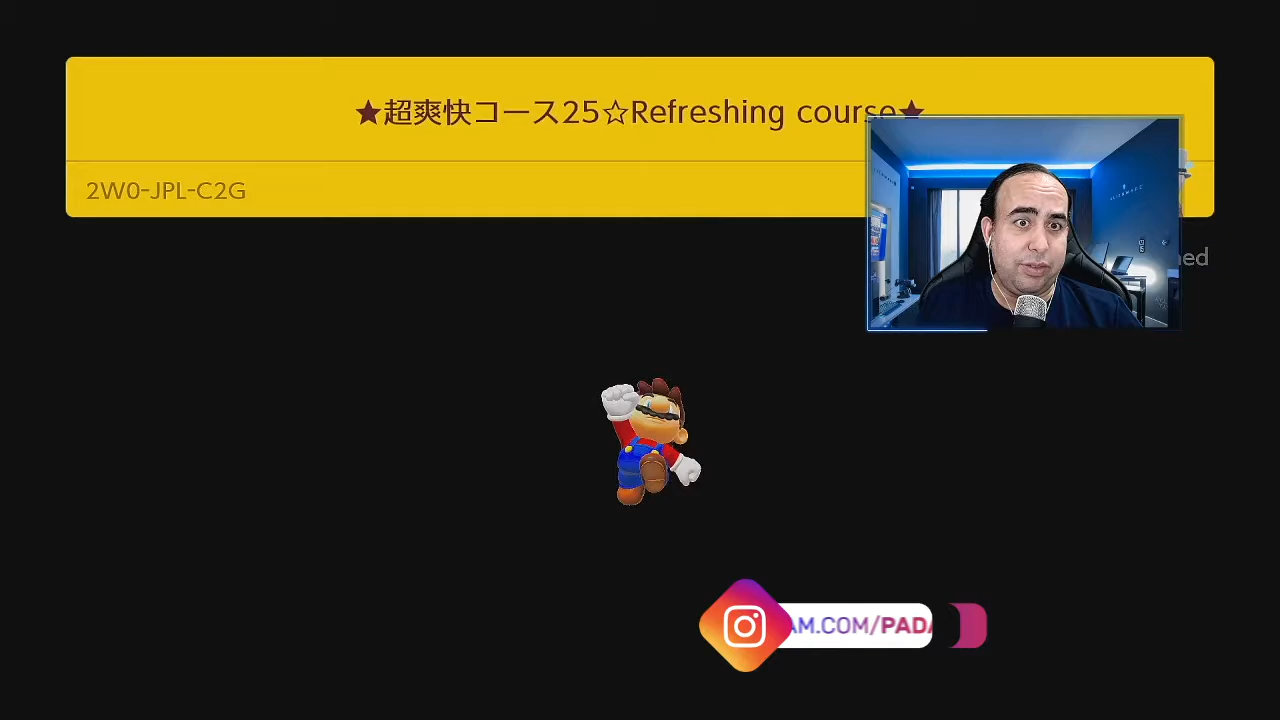 ★超爽快コース25☆Refreshing course★
2W0-JPL-C2G
AM.COM/PADA